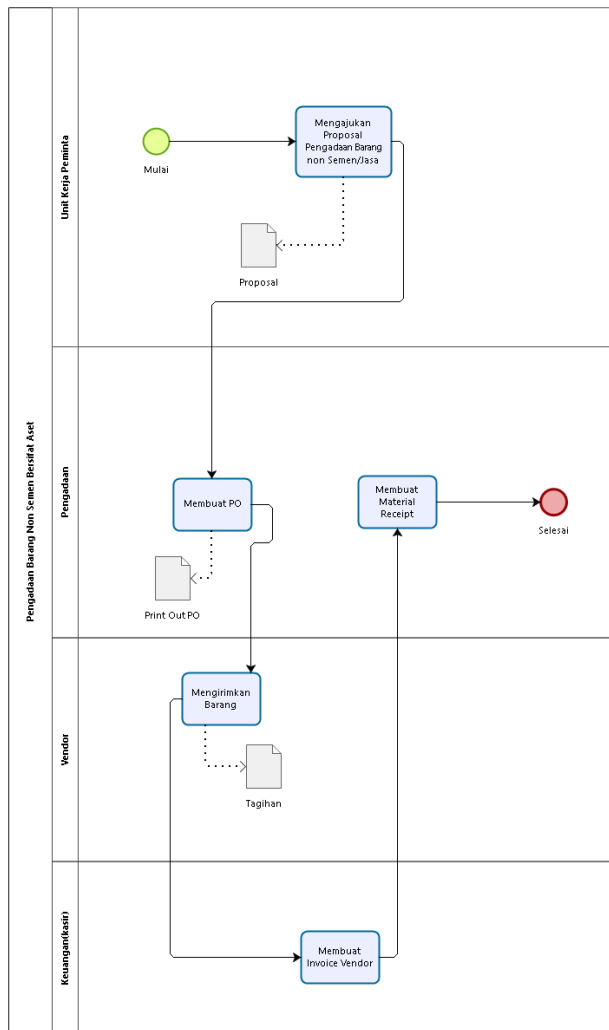 Pengadaan Barang Non Semen Bersifat Aset
Unit Kerja Peminta
Mulai
Mengajukan
Proposal
Pengadaan Barang
non Semen/Jasa
Proposal
Pengadaan
Membuat PO
Print Out PO
Membuat
Material
Receipt
Selesai
Vendor
Mengirimkan
Barang
Tagihan
Keuangan(kasir)
Membuat
Invoice Vendor